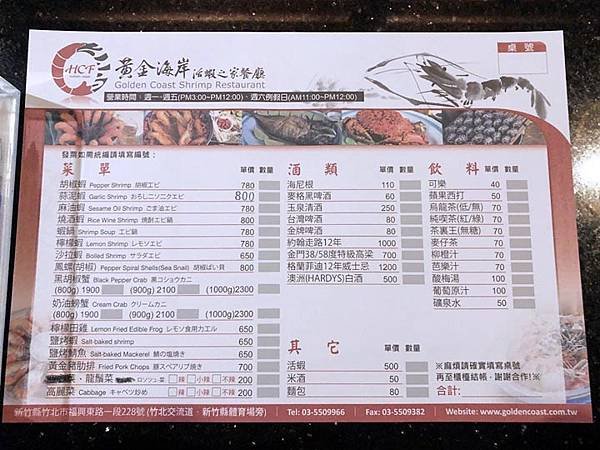 HCF
黃金海岸活蝦之家餐廳
Golden Coast Shrimp Restaurant
桌號
營業時間：週一-週五(PM3:00~PM12:00)、週六例假日(AM11:00~PM12:00)
發票如需統編請填寫編號：
菜單 單價 數量
胡椒蝦 Pepper Shrimp 胡椒エビ 780
蒜泥蝦 Garlic Shrimp おろしニンニクエビ 800
麻油蝦 Sesame Oil Shrimp ごま油エビ 780
燒酒蝦 Rice Wine Shrimp 焼酎エビ鍋 800
蝦鍋 Shrimp Soup エビ鍋 780
檸檬蝦 Lemon Shrimp レモンエビ 780
沙拉蝦 Boiled Shrimp サラダエビ 650
鳳螺(胡椒) Pepper Spiral Shells(Sea Snail) 胡椒ばい貝 800
黑胡椒蟹 Black Pepper Crab 黒コショウカニ
(800g) 1900 (900g) 2100 (1000g)2300
奶油螃蟹 Cream Crab クリームカニ
(800g) 1900 (900g) 2100 (1000g)2300
檸檬田雞 Lemon Fried Edible Frog レモン食用カエル 650
鹽烤蝦 Salt-baked shrimp 650
鹽烤鯖魚 Salt-baked Mackerel 鯖の塩焼き 650
黃金豬肋排 Fried Pork Chops 豚スペアリブ焼き 700
菜、龍鬚菜 ロンソツ一菜 辣 小辣 不辣 200
高麗菜 Cabbage キャベツ炒め 辣 小辣 不辣 200
酒類 單價 數量
海尼根 110
麥格黑啤酒 60
玉泉清酒 250
台灣啤酒 80
金牌啤酒 80
約翰走路12年 1000
金門38/58度特級高粱 700
格蘭菲迪12年威士忌 1200
澳洲(HARDYS)白酒 500
其它 單價 數量
活蝦 500
米酒 50
麵包 80
飲料 單價 數量
可樂 40
蘋果西打 50
烏龍茶(低/無) 70
純喫茶(紅/綠) 70
茶裏王(無糖) 70
麥仔茶 70
柳橙汁 70
芭樂汁 70
酸梅湯 100
葡萄原汁 100
礦泉水 50
※麻煩請確實填寫桌號
再至櫃檯結帳，謝謝合作!※
合計：
新竹縣竹北市福興東路一段228號 (竹北交流道、新竹縣體育場旁) Tel: 03-5509966 Fax: 03-5509382 Website: www.goldencoast.com.tw